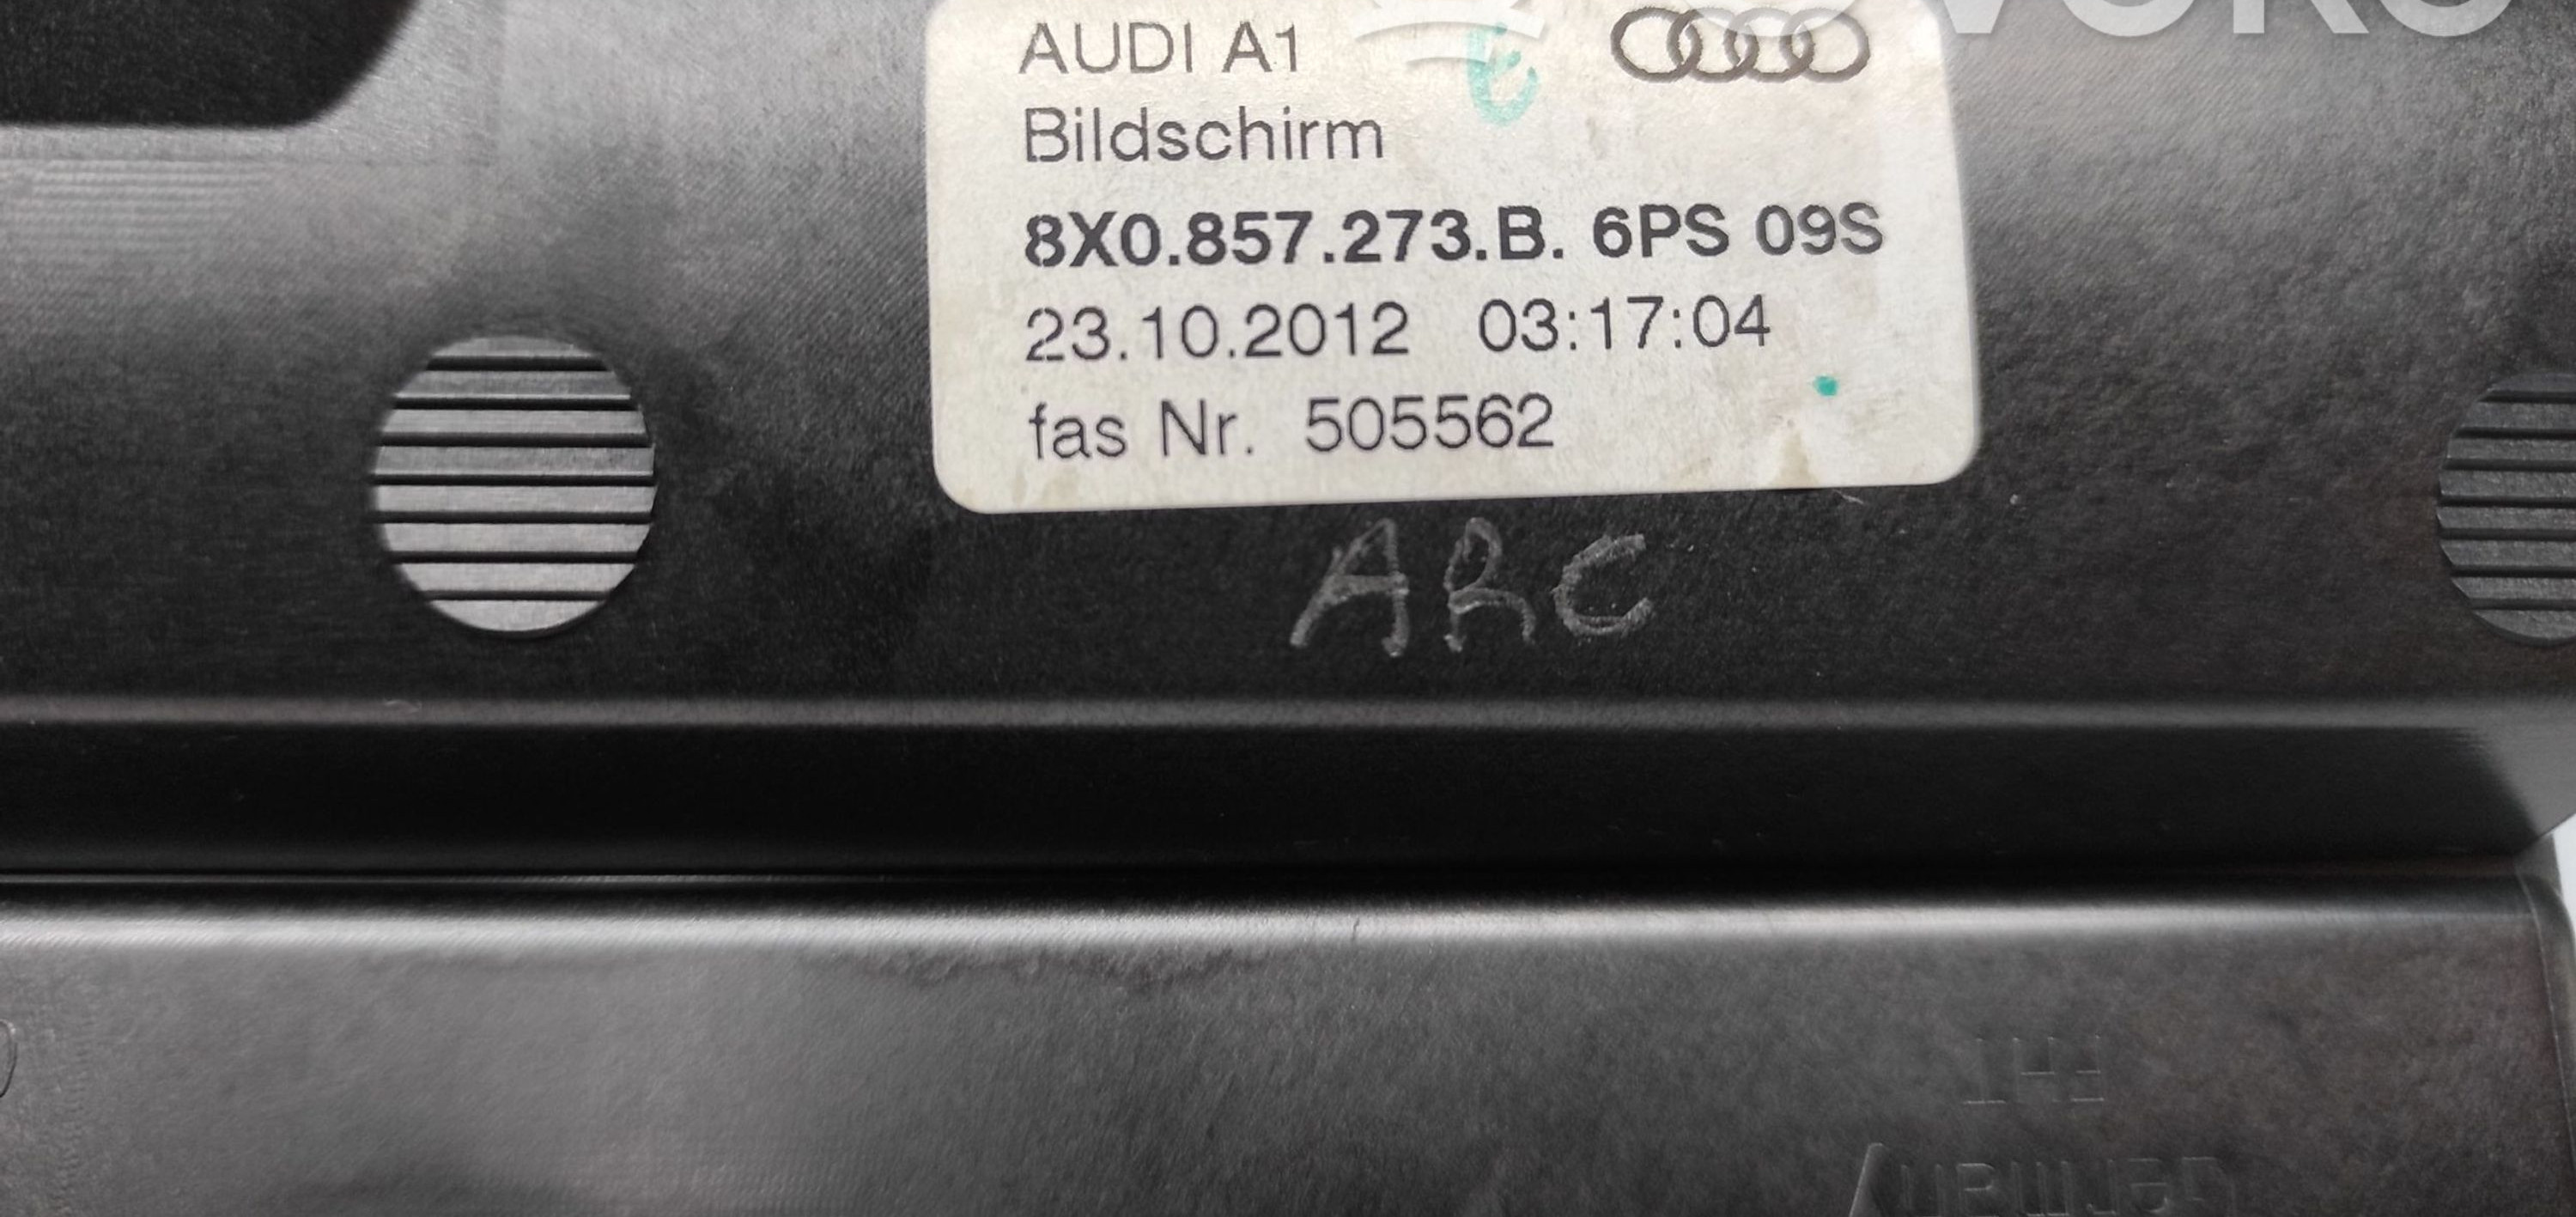 AUDI A1
Bildschirm
8X0.857.273.B. 6PS 09S
23.10.2012 03:17:04
fas Nr. 505562
ARC